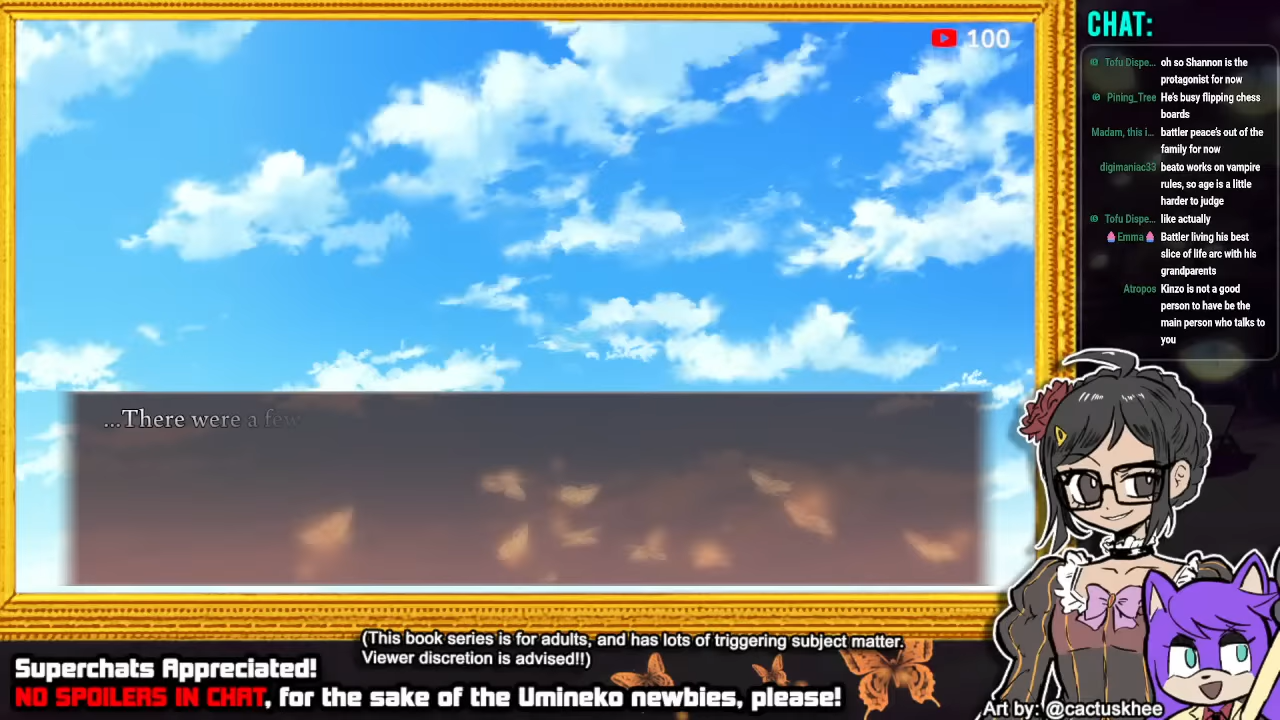 100
CHAT:
Tofu Dispe... oh so Shannon is the
protagonist for now
Pining_Tree He's busy flipping chess
boards
Madam, this i... battler peace's out of the
family for now
digimaniac33 beato works on vampire
rules, so age is a little
harder to judge
Tofu Dispe... like actually
Emma Battler living his best
slice of life arc with his
grandparents
Atropos Kinzo is not a good
person to have be the
main person who talks to
you
...There were a few
(This book series is for adults, and has lots of triggering subject matter.
Viewer discretion is advised!!)
Superchats Appreciated!
NO SPOILERS IN CHAT, for the sake of the Umineko newbies, please!
Art by: @cactuskhee